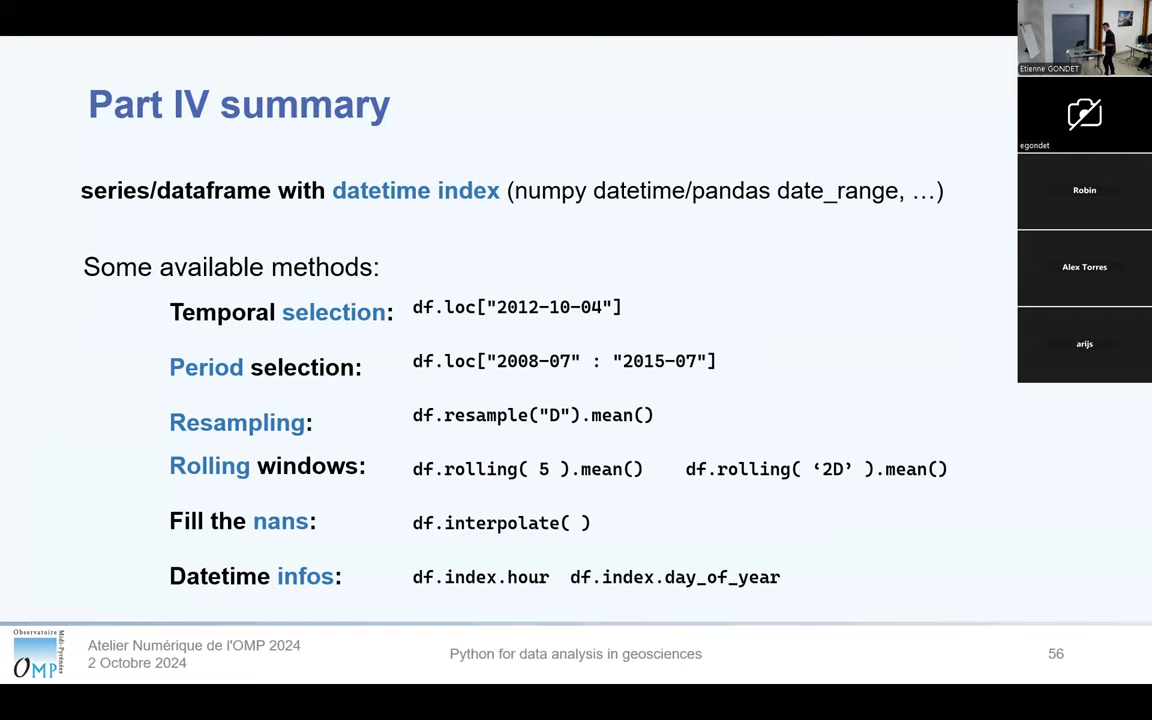 Part IV summary
series/dataframe with datetime index (numpy datetime/pandas date_range, …)
Some available methods:
Temporal selection: df.loc["2012-10-04"]
Period selection: df.loc["2008-07" : "2015-07"]
Resampling: df.resample("D").mean()
Rolling windows: df.rolling( 5 ).mean() df.rolling( ‘2D’ ).mean()
Fill the nans: df.interpolate( )
Datetime infos: df.index.hour df.index.day_of_year
Observatoire
Midi-Pyrénées
OMP
Atelier Numérique de l'OMP 2024
2 Octobre 2024
Python for data analysis in geosciences
56
Etienne GONDET
egondet
Robin
Alex Torres
arijs